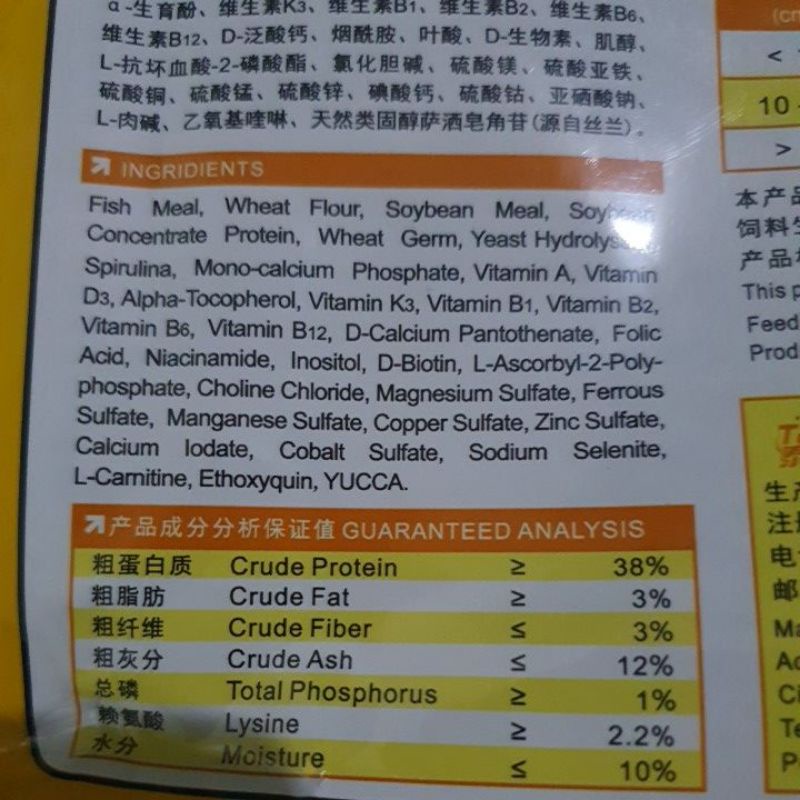 α-生育酚、维生素K3、维生素B1、维生素B2、维生素B6、
维生素B12、D-泛酸钙、烟酰胺、叶酸、D-生物素、肌醇、
L-抗坏血酸-2-磷酸酯、氯化胆碱、硫酸镁、硫酸亚铁、
硫酸铜、硫酸锰、硫酸锌、碘酸钙、硫酸钴、亚硒酸钠、
L-肉碱、乙氧基喹啉、天然类固醇萨洒皂角苷(源自丝兰)。
INGRIDIENTS
Fish Meal, Wheat Flour, Soybean Meal, Soybean
Concentrate Protein, Wheat Germ, Yeast
Spirulina, Mono-calcium Phosphate, Vitamin A, Vitamin
D3, Alpha-Tocopherol, Vitamin K3, Vitamin B1, Vitamin B2,
Vitamin B6, Vitamin B12, D-Calcium Pantothenate, Folic
Acid, Niacinamide, Inositol, D-Biotin, L-Ascorbyl-2-Poly-
phosphate, Choline Chloride, Magnesium Sulfate, Ferrous
Sulfate, Manganese Sulfate, Copper Sulfate, Zinc Sulfate,
Calcium Iodate, Cobalt Sulfate, Sodium Selenite,
L-Carnitine, Ethoxyquin, YUCCA.
产品成分分析保证值 GUARANTEED ANALYSIS
粗蛋白质 Crude Protein ≥ 38%
粗脂肪 Crude Fat ≥ 3%
粗纤维 Crude Fiber ≤ 3%
粗灰分 Crude Ash ≤ 12%
总磷 Total Phosphorus ≥ 1%
赖氨酸 Lysine ≥ 2.2%
水分 Moisture ≤ 10%
<
10
>
本产品
饲料生
产品
This
Feed
Prod
生产
注册
电
邮